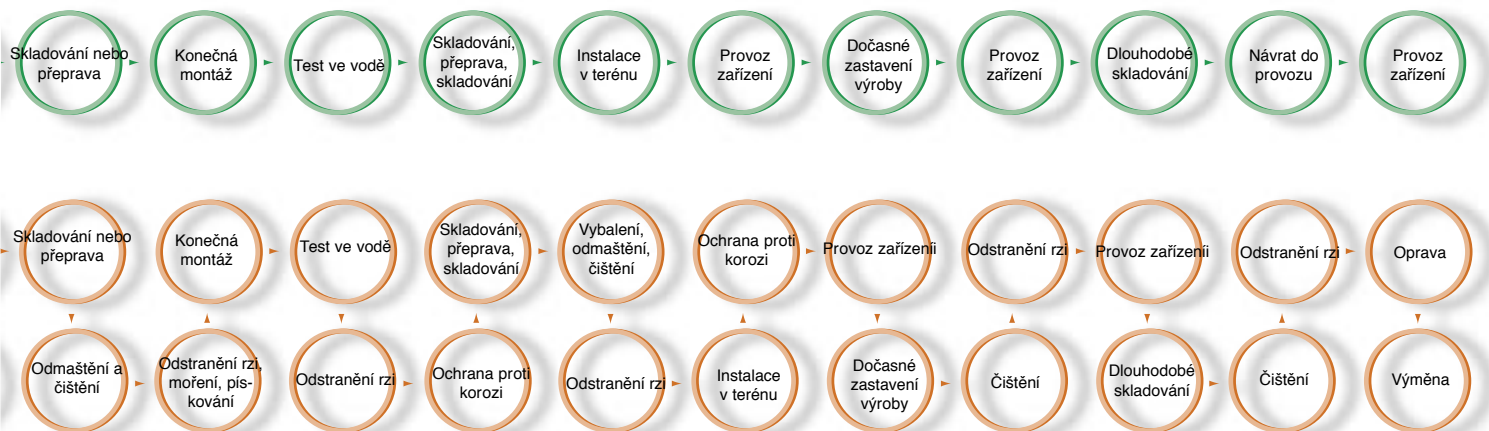 Skladování nebo
přeprava
Konečná
montáž
Test ve vodě
Skladování,
přeprava,
skladování
Instalace
v terénu
Provoz
zařízení
Dočasné
zastavení
výroby
Provoz
zařízení
Dlouhodobé
skladování
Návrat do
provozu
Provoz
zařízení
Skladování nebo
přeprava
Konečná
montáž
Test ve vodě
Skladování,
přeprava,
skladování
Vybalení,
odmaštění,
čištění
Ochrana proti
korozi
Provoz zařízeníi
Odstranění rzi
Provoz zařízeníi
Odstranění rzi
Oprava
Odmaštění a
čištění
Odstranění rzi,
moření, pís-
kování
Odstranění rzi
Ochrana proti
korozi
Odstranění rzi
Instalace
v terénu
Dočasné
zastavení
výroby
Čištění
Dlouhodobé
skladování
Čištění
Výměna